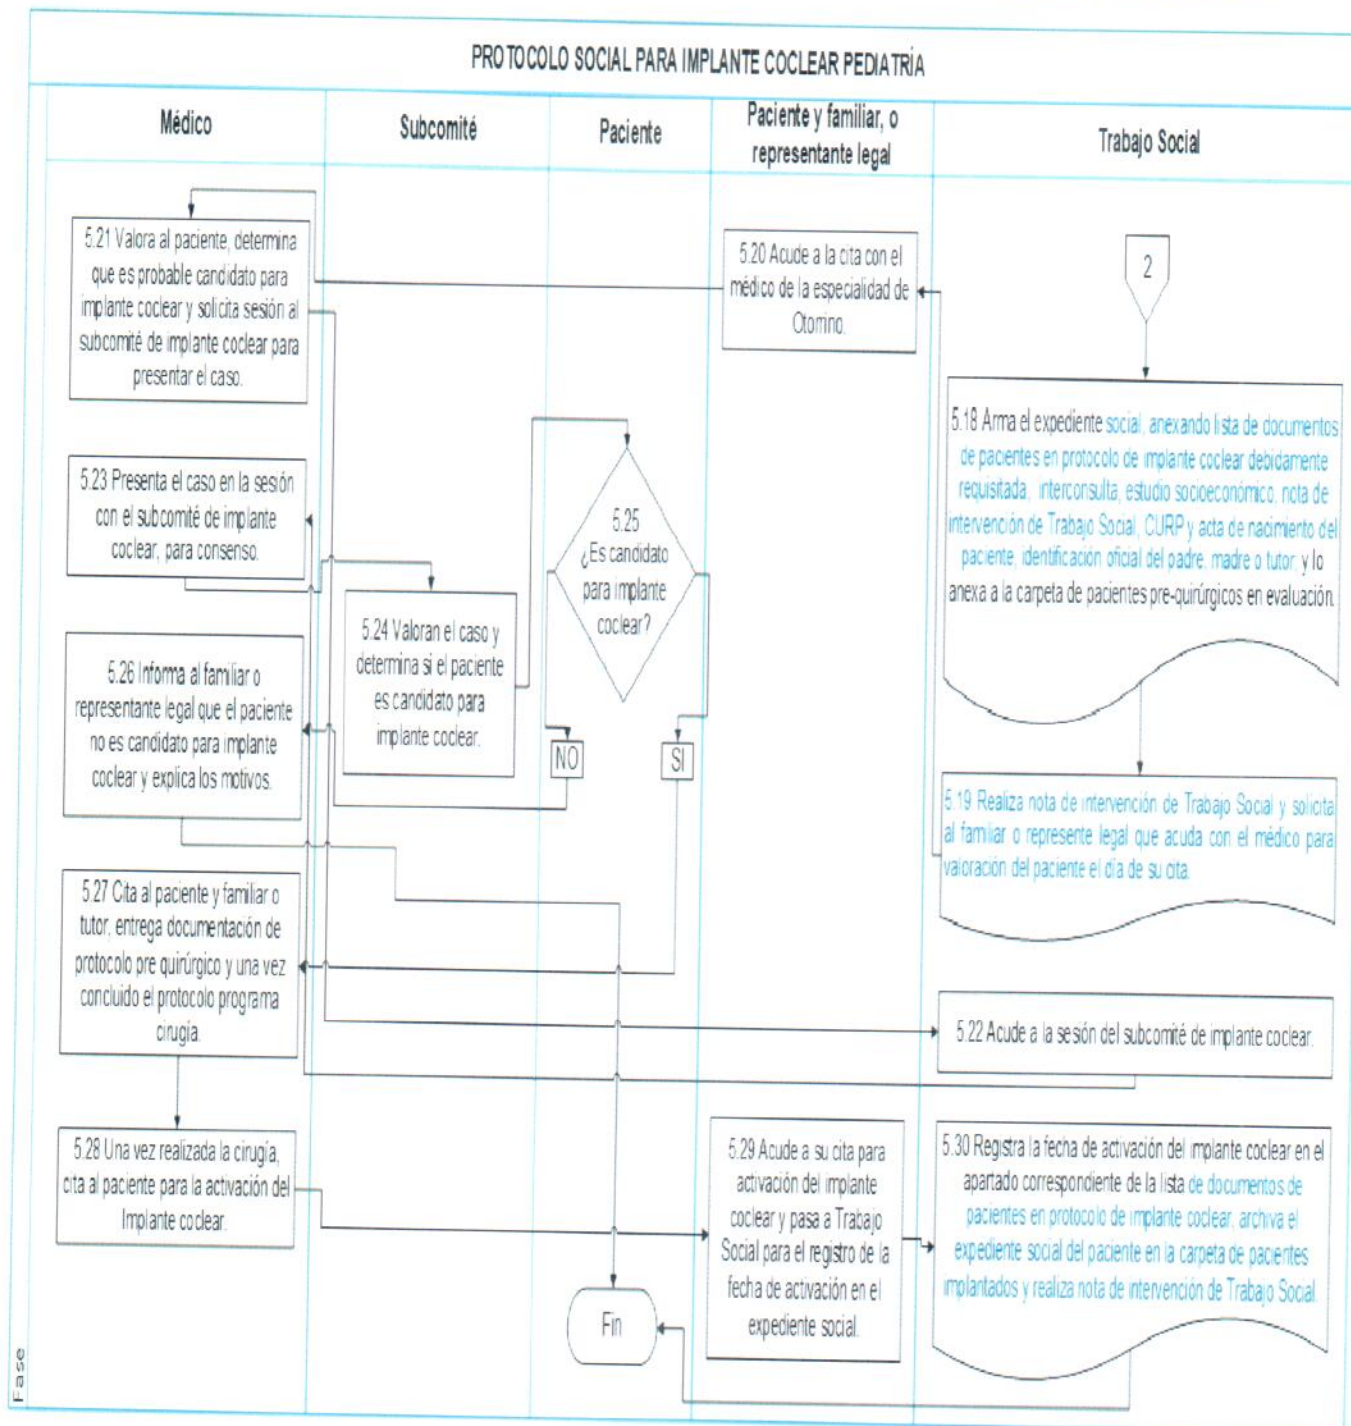 PROTOCOLO SOCIAL PARA IMPLANTE COCLEAR PEDIATRÍA
Médico
Subcomité
Paciente
Paciente y familiar, o
representante legal
Trabajo Social
5.21 Valora al paciente, determina
que es probable candidato para
implante coclear y solicita sesión al
subcomité de implante coclear para
presentar el caso.
5.20 Acude a la cita con el
médico de la especialidad de
Otorrino.
2
5.18 Arma el expediente social, anexando lista de documentos
de pacientes en protocolo de implante coclear debidamente
requisitada, interconsulta, estudio socioeconómico, nota de
intervención de Trabajo Social, CURP y acta de nacimiento del
paciente, identificación oficial del padre, madre o tutor; y lo
anexa a la carpeta de pacientes pre-quirúrgicos en evaluación.
5.23 Presenta el caso en la sesión
con el subcomité de implante
coclear, para consenso.
5.24 Valoran el caso y
determina si el paciente
es candidato para
implante coclear.
5.25
¿Es candidato
para implante
coclear?
NO
SI
5.26 Informa al familiar o
representante legal que el paciente
no es candidato para implante
coclear y explica los motivos.
5.19 Realiza nota de intervención de Trabajo Social y solicita
al familiar o represente legal que acuda con el médico para
valoración del paciente el día de su cita.
5.27 Cita al paciente y familiar o
tutor, entrega documentación de
protocolo pre quirúrgico y una vez
concluido el protocolo programa
cirugía.
5.22 Acude a la sesión del subcomité de implante coclear.
5.28 Una vez realizada la cirugía,
cita al paciente para la activación del
Implante coclear.
5.29 Acude a su cita para
activación del implante
coclear y pasa a Trabajo
Social para el registro de la
fecha de activación en el
expediente social.
5.30 Registra la fecha de activación del implante coclear en el
apartado correspondiente de la lista de documentos de
pacientes en protocolo de implante coclear, archiva el
expediente social del paciente en la carpeta de pacientes
implantados y realiza nota de intervención de Trabajo Social.
Fin
Fase